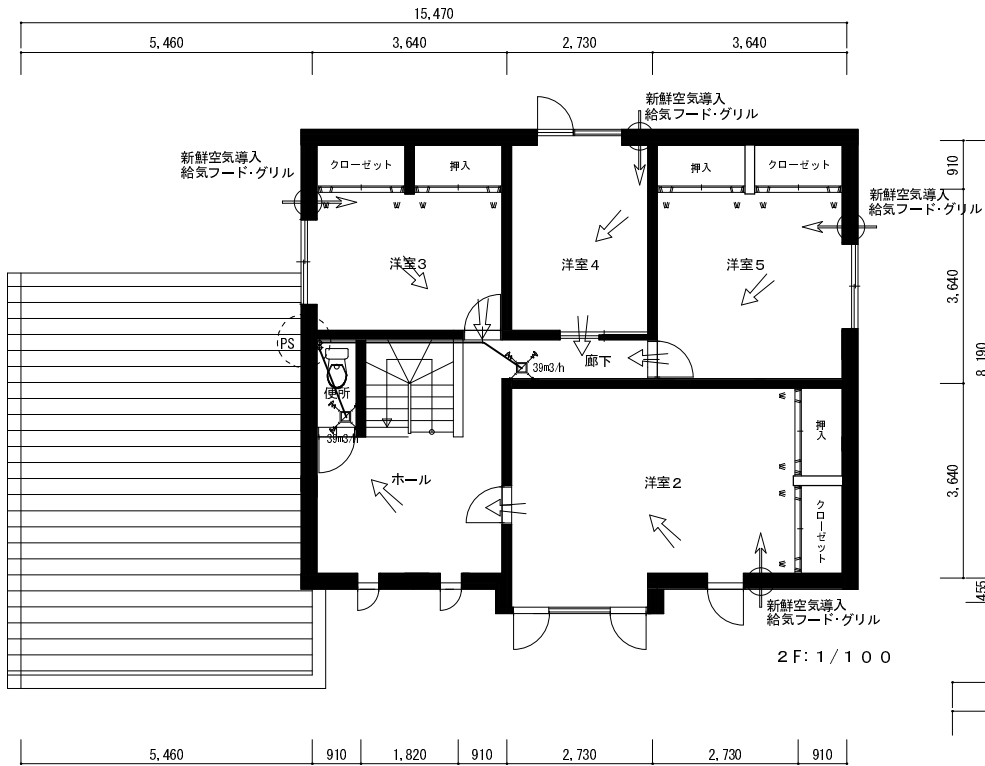 15,470
5,460
3,640
2,730
3,640
新鮮空気導入
給気フード・グリル
新鮮空気導入
給気フード・グリル
クローゼット
押入
押入
クローゼット
910
新鮮空気導入
給気フード・グリル
洋室3
洋室4
洋室5
3,640
PS
廊下
39m3/h
8,190
便所
39m3/h
押入
ホール
洋室2
3,640
クローゼット
455
新鮮空気導入
給気フード・グリル
2F:1/100
5,460
910
1,820
910
2,730
2,730
910